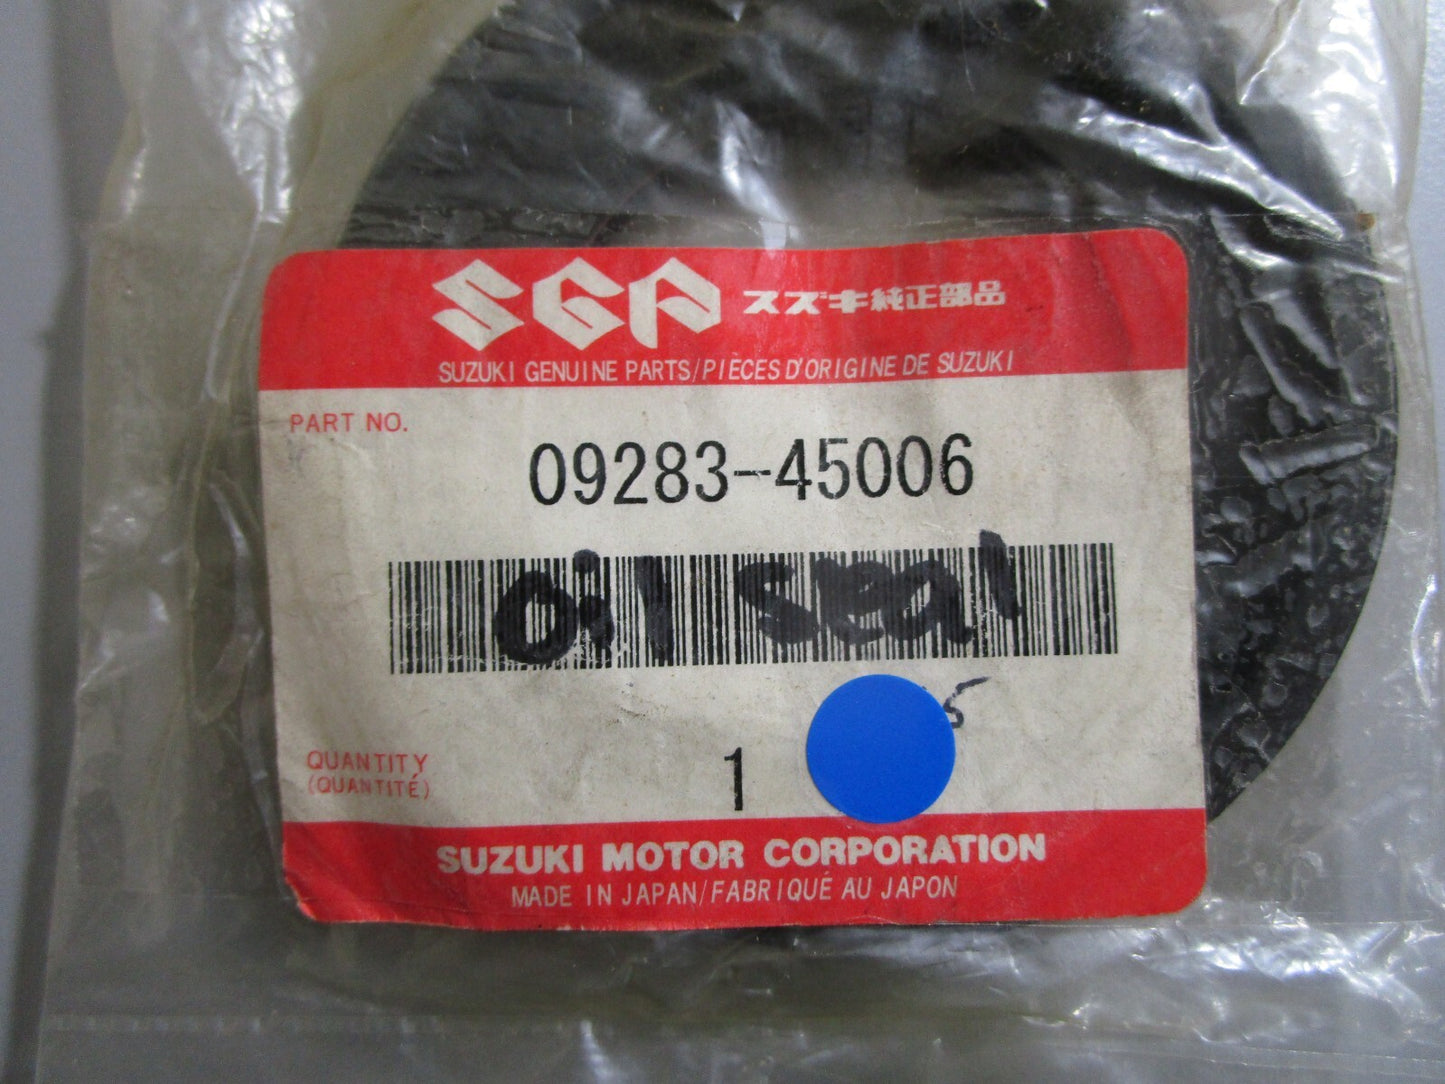 SGP スズキ純正部品
SUZUKI GENUINE PARTS/PIÈCES D'ORIGINE DE SUZUKI
PART NO.
09283-45006
oil seal
5
QUANTITY
(QUANTITÉ)
1
SUZUKI MOTOR CORPORATION
MADE IN JAPAN/FABRIQUÉ AU JAPON